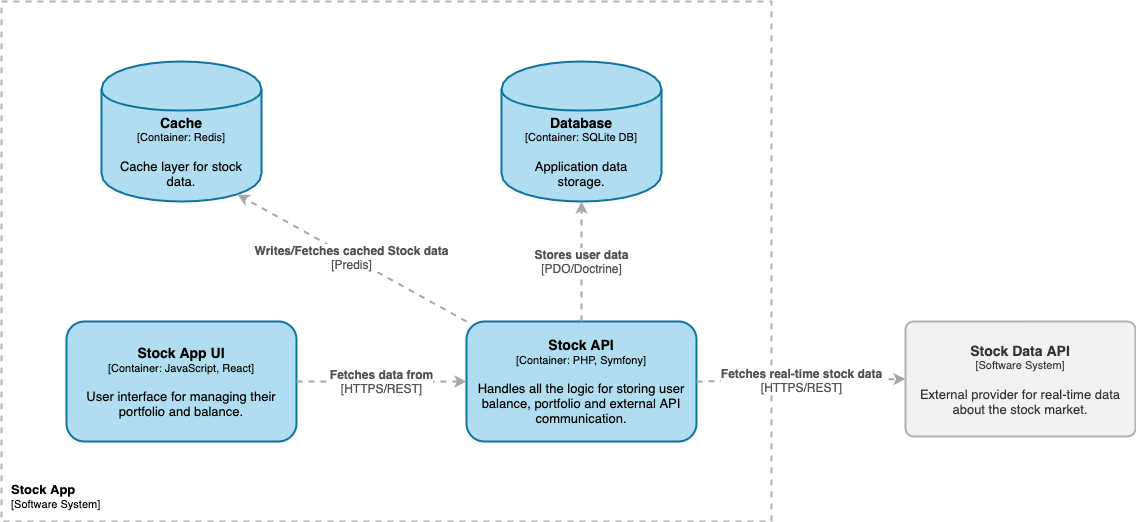 Cache
[Container: Redis]
Cache layer for stock
data.
Database
[Container: SQLite DB]
Application data
storage.
Writes/Fetches cached Stock data
[Predis]
Stores user data
[PDO/Doctrine]
Stock App UI
[Container: JavaScript, React]
User interface for managing their
portfolio and balance.
Fetches data from
[HTTPS/REST]
Stock API
[Container: PHP, Symfony]
Handles all the logic for storing user
balance, portfolio and external API
communication.
Fetches real-time stock data
[HTTPS/REST]
Stock Data API
[Software System]
External provider for real-time data
about the stock market.
Stock App
[Software System]